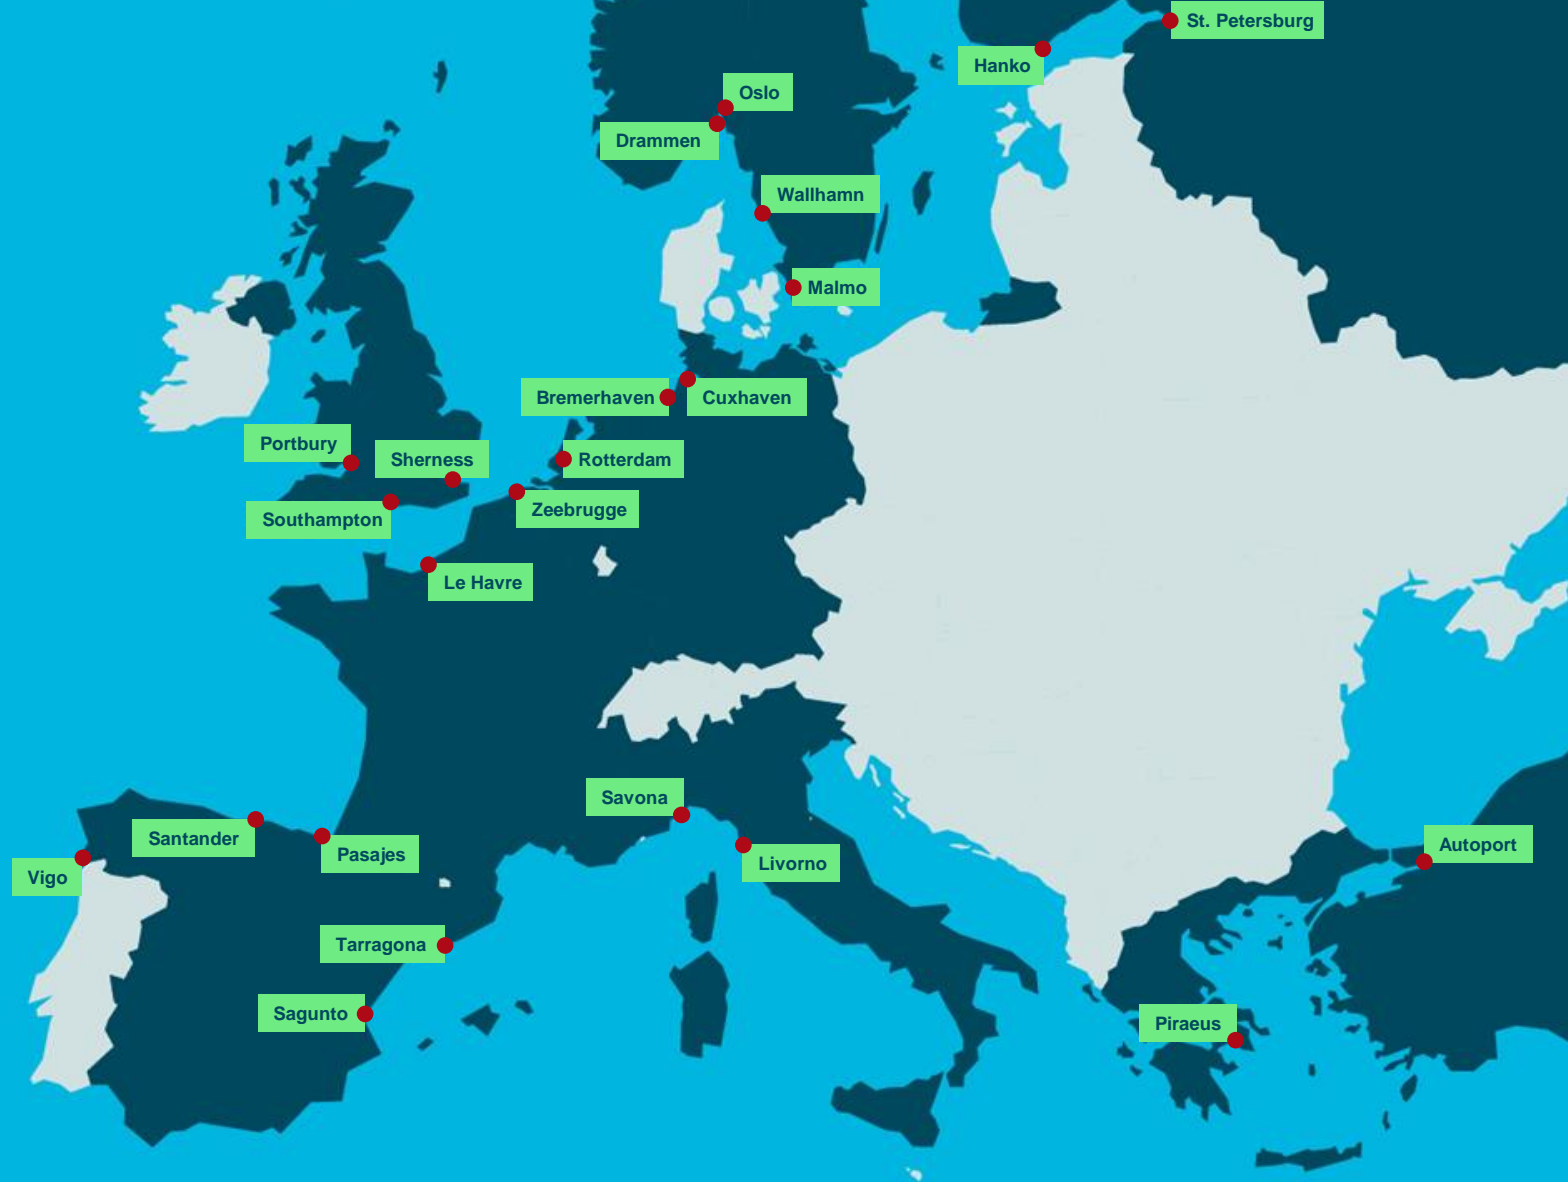 St. Petersburg
Hanko
Oslo
Drammen
Wallhamn
Malmo
Bremerhaven
Cuxhaven
Portbury
Sherness
Rotterdam
Southampton
Zeebrugge
Le Havre
Savona
Santander
Pasajes
Livorno
Autoport
Vigo
Tarragona
Sagunto
Piraeus